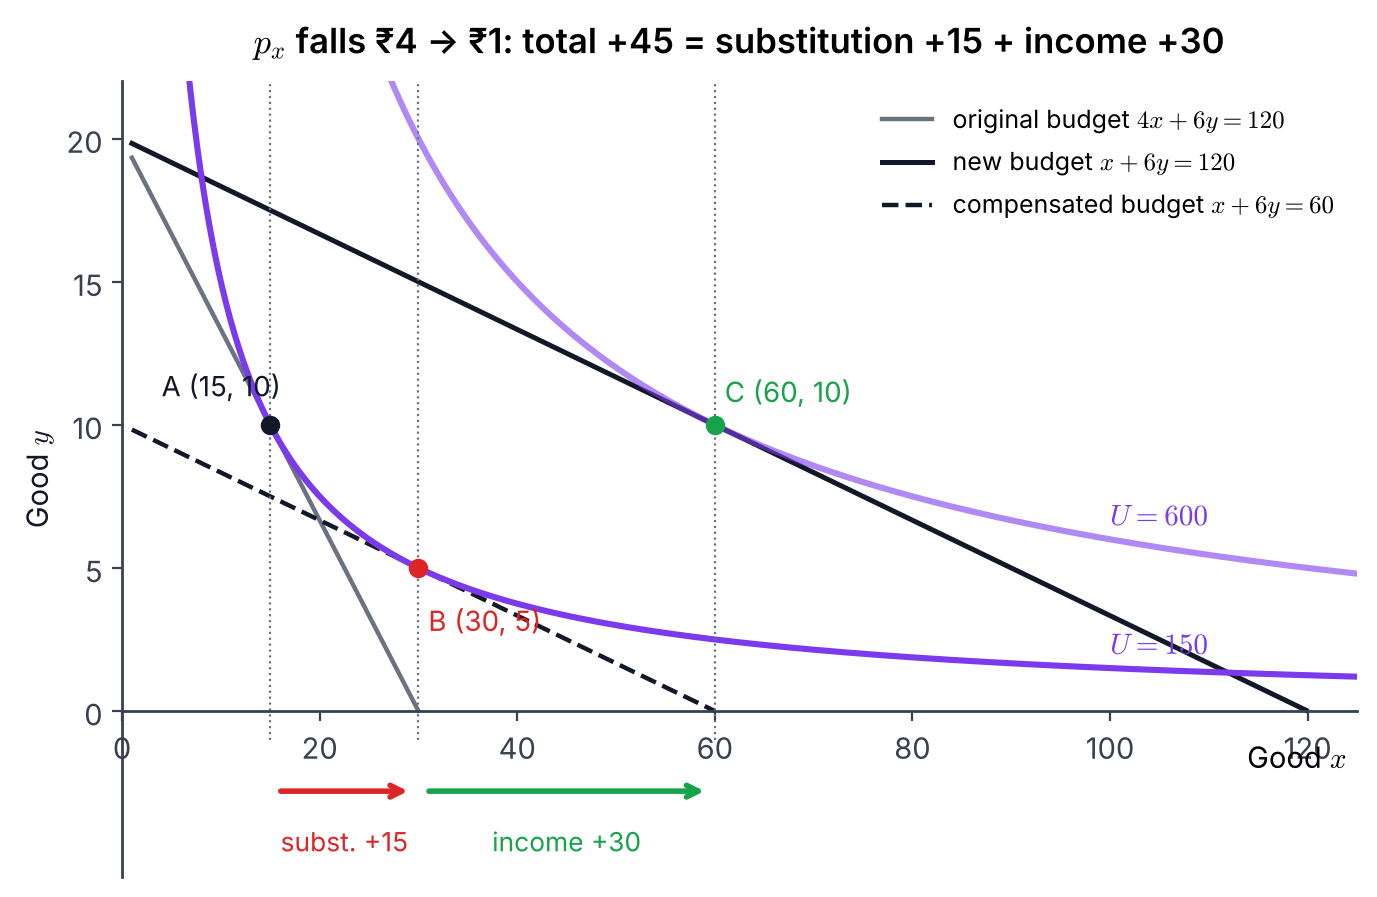 p_x falls ₹4 → ₹1: total +45 = substitution +15 + income +30
original budget 4x + 6y = 120
new budget x + 6y = 120
compensated budget x + 6y = 60
20
15
10
5
0
Good y
A (15, 10)
B (30, 5)
C (60, 10)
U = 600
U = 150
0 20 40 60 80 100 120
Good x
subst. +15
income +30